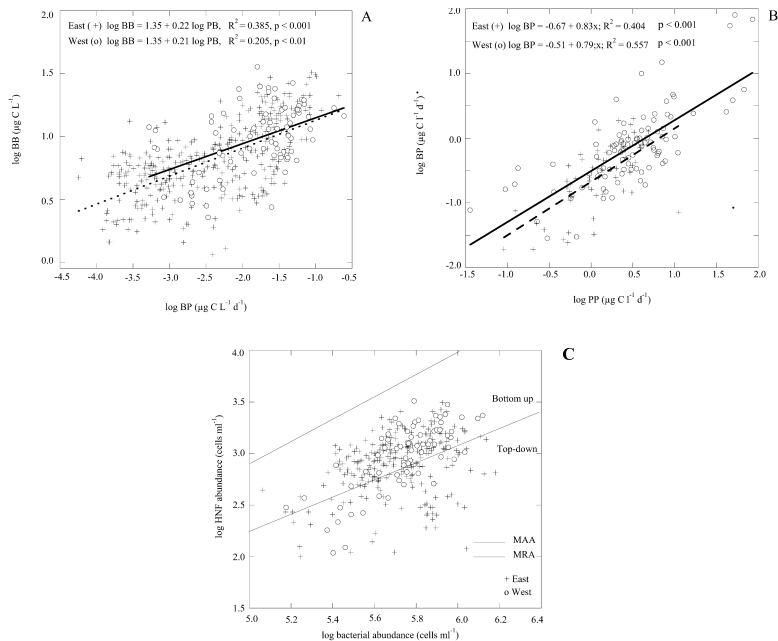 A
East (+) log BB = 1.35 + 0.22 log PB, R² = 0.385, p < 0.001
West (o) log BB = 1.35 + 0.21 log PB, R² = 0.205, p < 0.01
2.0
1.5
1.0
0.5
0.0
log BB (µg C L⁻¹)
-4.5 -4.0 -3.5 -3.0 -2.5 -2.0 -1.5 -1.0 -0.5
log BP (µg C L⁻¹ d⁻¹)
B
East (+) log BP = -0.67 + 0.83x; R² = 0.404 p < 0.001
West (o) log BP = -0.51 + 0.79;x; R² = 0.557 p < 0.001
2.0
1.0
-0.0
-1.0
-2.0
log BP (µg C l⁻¹ d⁻¹)
-1.5 -1.0 -0.5 0.0 0.5 1.0 1.5 2.0
log PP (µg C l⁻¹ d⁻¹)
C
4.0
3.5
3.0
2.5
2.0
1.5
log HNF abundance (cells ml⁻¹)
Bottom up
Top-down
MAA
MRA
+ East
o West
5.0 5.2 5.4 5.6 5.8 6.0 6.2 6.4
log bacterial abundance (cells ml⁻¹)